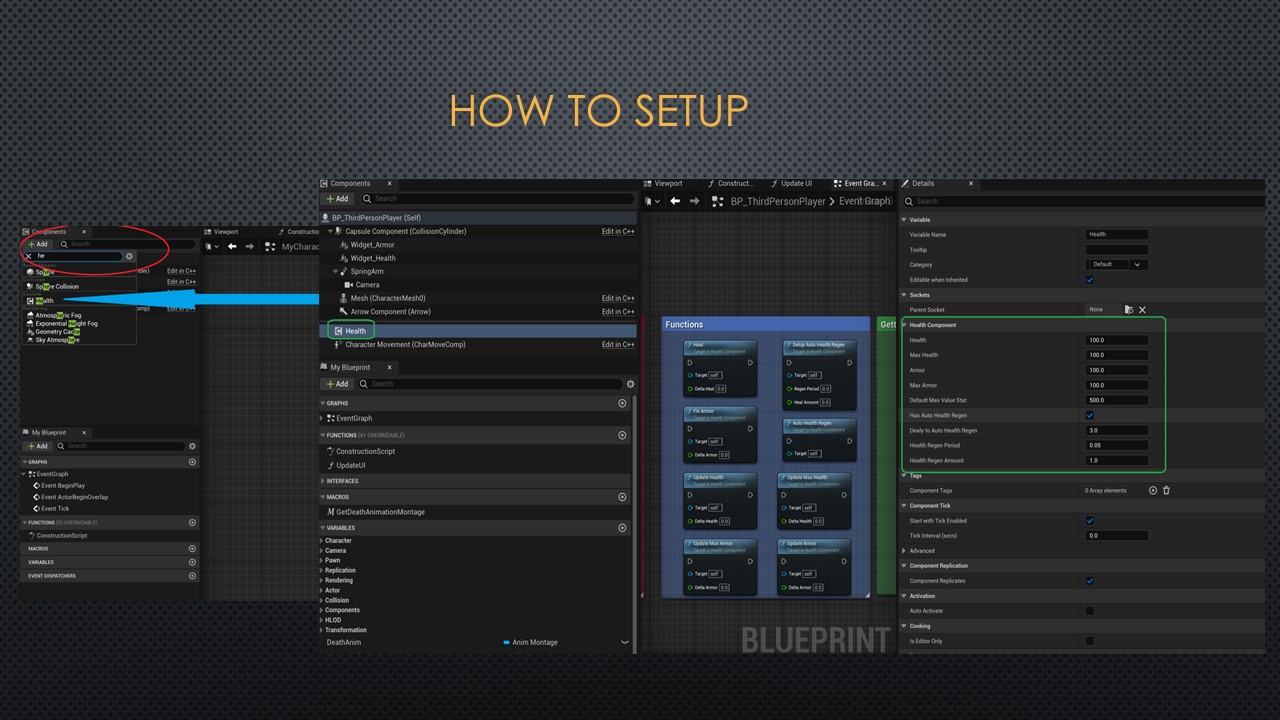 HOW TO SETUP
Components
Add
Search
he
Sphere
Sphere Collision
Health
Atmospheric Fog
Exponential Height Fog
Geometry Cache
Sky Atmosphere
Edit in C++
Edit in C++
Edit in C++
Viewport
Constructio
MyCharac
My Blueprint
Add
Search
GRAPHS
EventGraph
Event BeginPlay
Event ActorBeginOverlap
Event Tick
FUNCTIONS
ConstructionScript
MACROS
VARIABLES
EVENT DISPATCHERS
Components
Add Search
BP_ThirdPersonPlayer (Self)
Capsule Component (CollisionCylinder) Edit in C++
Widget_Armor
Widget_Health
SpringArm
Camera
Mesh (CharacterMesh0) Edit in C++
Arrow Component (Arrow) Edit in C++
Health
Character Movement (CharMoveComp) Edit in C++
My Blueprint
Add Search
GRAPHS
EventGraph
FUNCTIONS (41 OVERRIDABLE)
ConstructionScript
UpdateUI
INTERFACES
MACROS
GetDeathAnimationMontage
VARIABLES
Character
Camera
Pawn
Replication
Rendering
Actor
Collision
Components
HLOD
Transformation
DeathAnim Anim Montage
Viewport Construct... Update UI Event Gra...
BP_ThirdPersonPlayer > Event Graph
Functions
Gett
Heal
Target is Health Component
Target self
Delta Heal 0.0
Setup Auto Health Regen
Target is Health Component
Target self
Regen Period 0.0
Heal Amount 0.0
Fix Armor
Target is Health Component
Target self
Delta Armor 0.0
Auto Health Regen
Target is Health Component
Target self
Update Health
Target is Health Component
Target self
Delta Health 0.0
Update Max Health
Target is Health Component
Target self
Delta Health 0.0
Update Max Armor
Target is Health Component
Target self
Delta Armor 0.0
Update Armor
Target is Health Component
Target self
Delta Armor 0.0
BLUEPRINT
Details
Search
Variable
Variable Name Health
Tooltip
Category Default
Editable when Inherited
Sockets
Parent Socket None
Health Component
Health 100.0
Max Health 100.0
Armor 100.0
Max Armor 100.0
Default Max Value Stat 500.0
Has Auto Health Regen
Dealy to Auto Health Regen 3.0
Health Regen Period 0.05
Health Regen Amount 1.0
Tags
Component Tags 0 Array elements
Component Tick
Start with Tick Enabled
Tick Interval (secs) 0.0
Advanced
Component Replication
Component Replicates
Activation
Auto Activate
Cooking
Is Editor Only